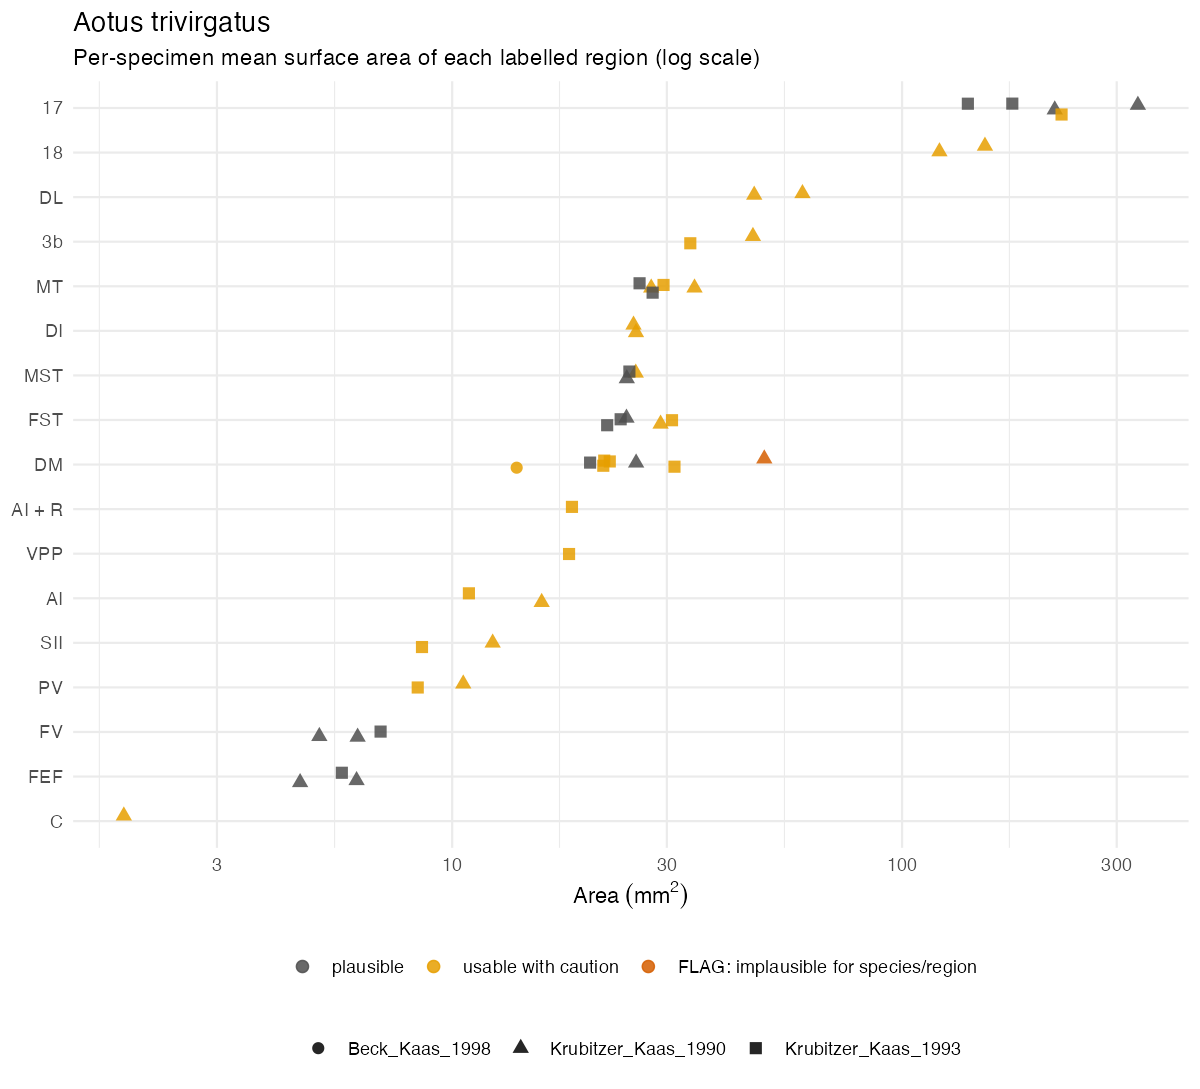 Aotus trivirgatus
Per-specimen mean surface area of each labelled region (log scale)
17
18
DL
3b
MT
DI
MST
FST
DM
AI + R
VPP
AI
SII
PV
FV
FEF
C
3 10 30 100 300
Area (mm²)
plausible usable with caution FLAG: implausible for species/region
Beck_Kaas_1998 Krubitzer_Kaas_1990 Krubitzer_Kaas_1993